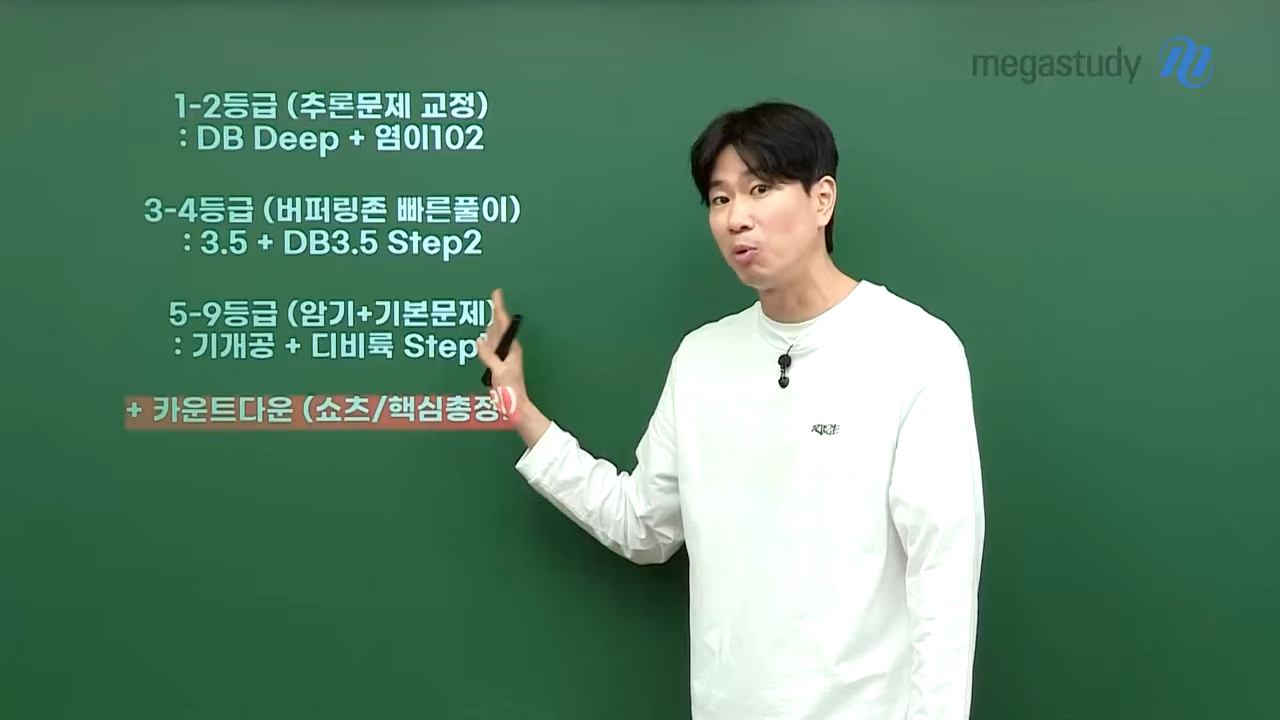 megastudy
1-2등급 (추론문제 교정)
: DB Deep + 염이102
3-4등급 (버퍼링존 빠른풀이)
: 3.5 + DB3.5 Step2
5-9등급 (암기+기본문제)
: 기개공 + 디비륙 Step
+ 카운트다운 (쇼츠/핵심총정